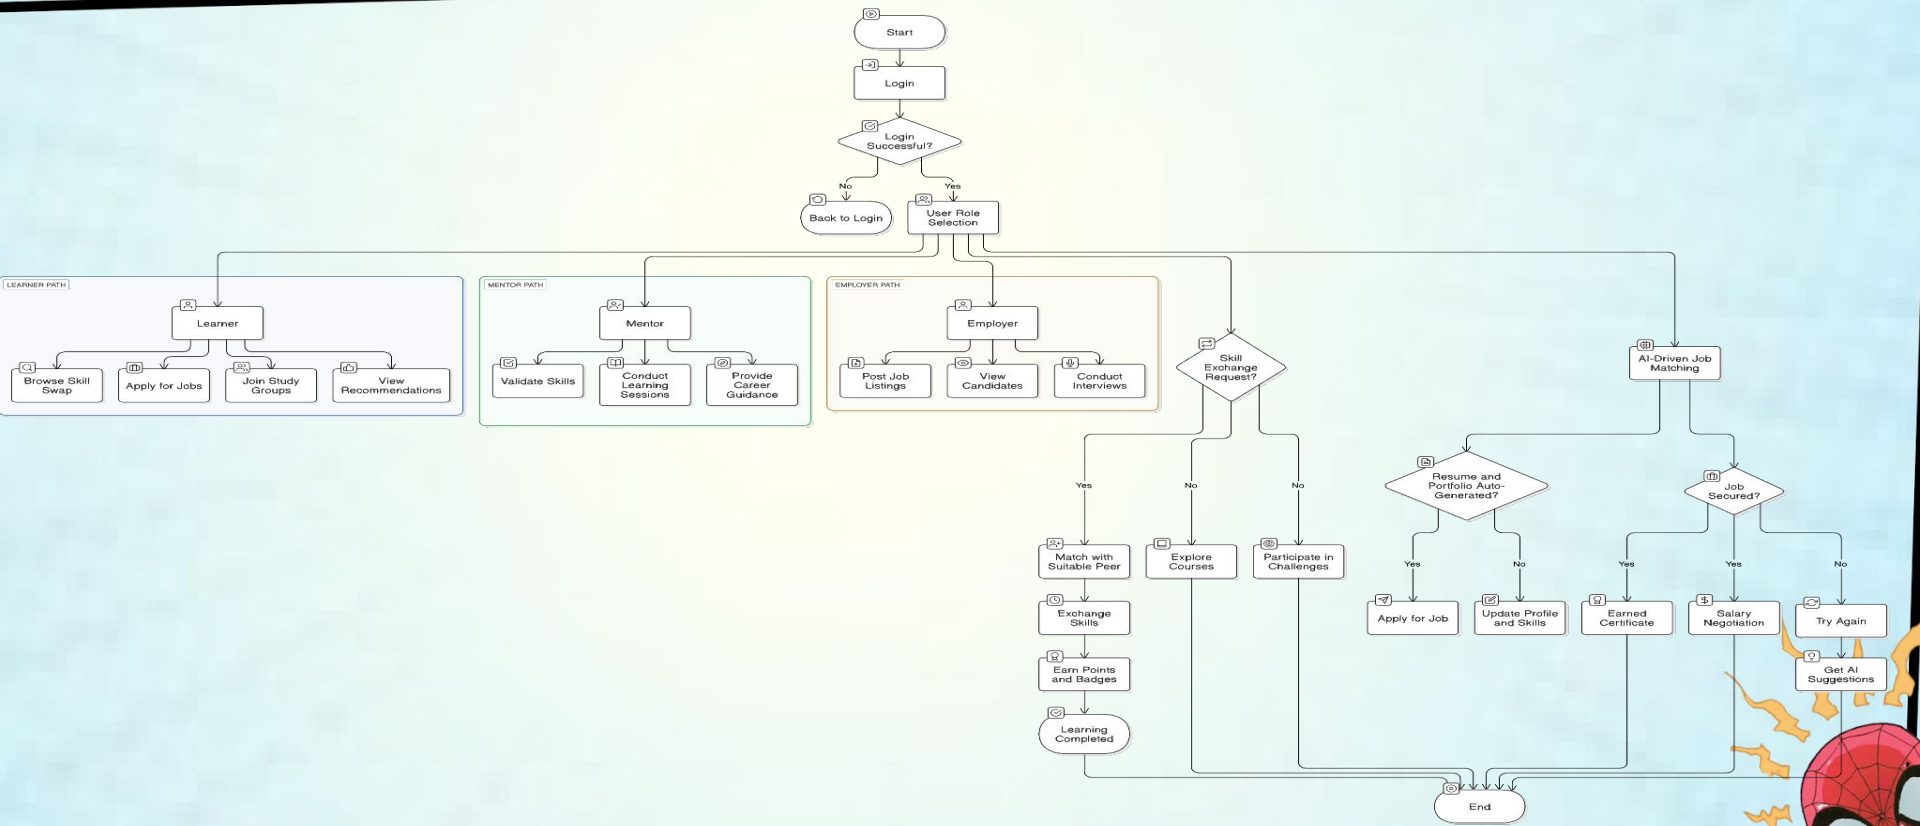 Start
Login
Login
Successful?
No
Yes
Back to Login
User Role
Selection
LEARNER PATH
MENTOR PATH
EMPLOYER PATH
Learner
Mentor
Employer
Browse Skill
Swap
Apply for Jobs
Join Study
Groups
View
Recommendations
Validate Skills
Conduct
Learning
Sessions
Provide
Career
Guidance
Post Job
Listings
View
Candidates
Conduct
Interviews
Skill
Exchange
Request?
AI-Driven Job
Matching
Yes
No
No
Resume and
Portfolio Auto-
Generated?
Job
Secured?
Match with
Suitable Peer
Explore
Courses
Participate in
Challenges
Yes
No
Yes
Yes
No
Exchange
Skills
Apply for Job
Update Profile
and Skills
Earned
Certificate
Salary
Negotiation
Try Again
Earn Points
and Badges
Get AI
Suggestions
Learning
Completed
End